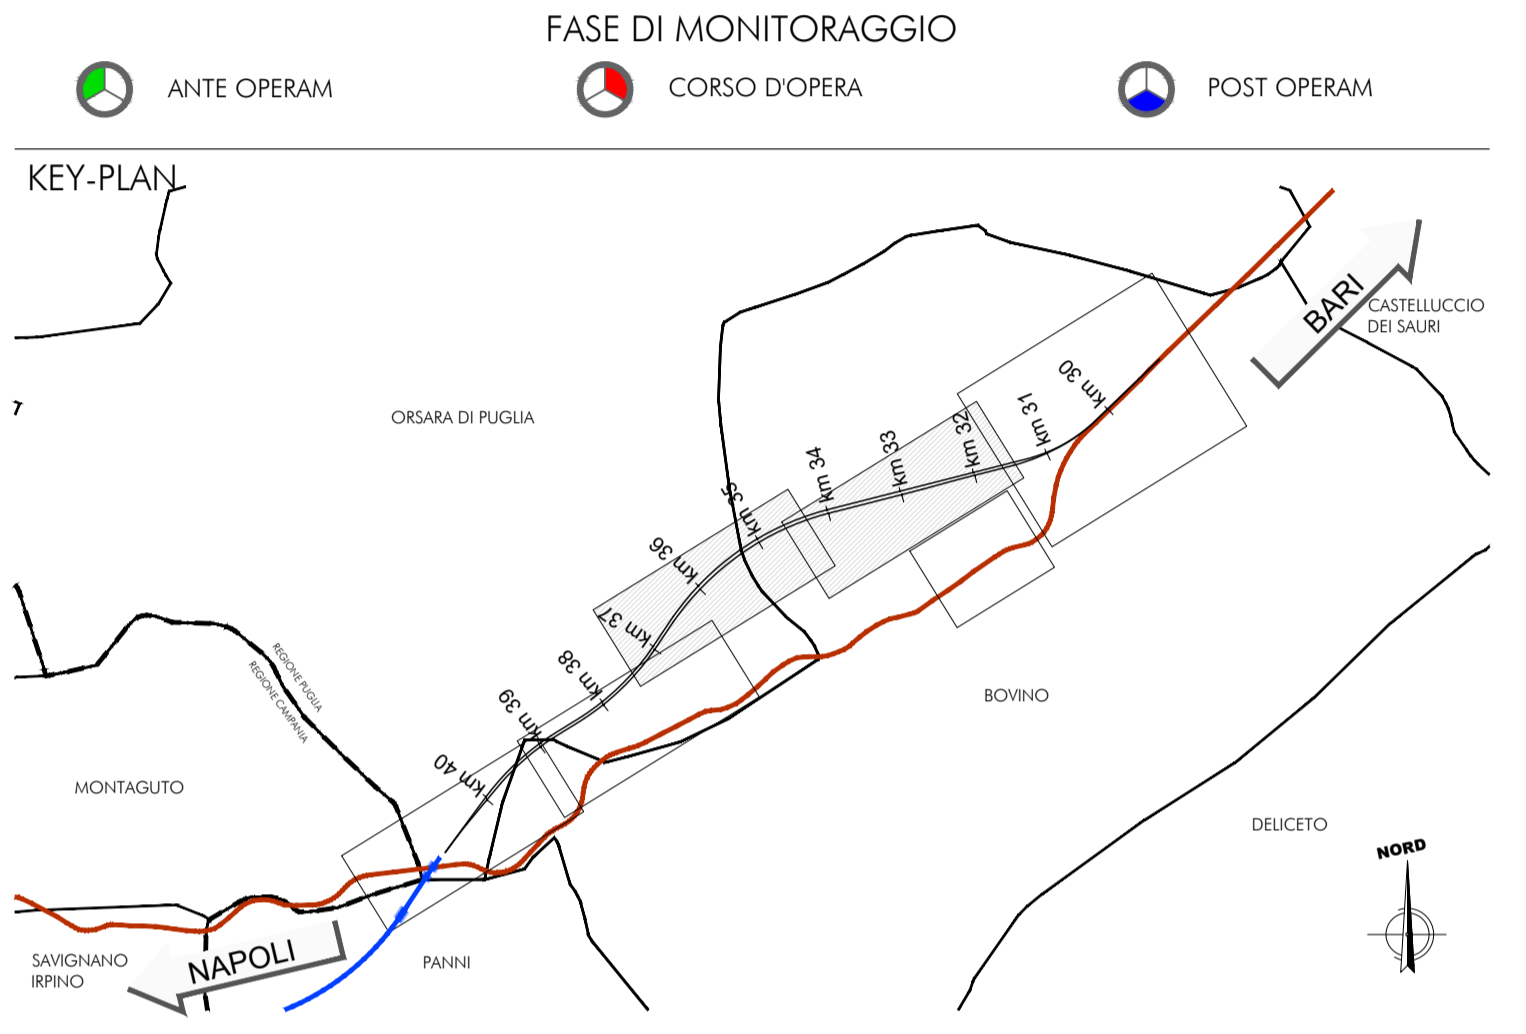 FASE DI MONITORAGGIO
ANTE OPERAM
CORSO D'OPERA
POST OPERAM
KEY-PLAN
BARI
CASTELLUCCIO
DEI SAURI
km 30
km 31
km 32
km 33
km 34
km 35
km 36
km 37
km 38
km 39
km 40
ORSARA DI PUGLIA
REGIONE PUGLIA
REGIONE CAMPANIA
BOVINO
MONTAGUTO
DELICETO
NORD
NAPOLI
SAVIGNANO
IRPINO
PANNI